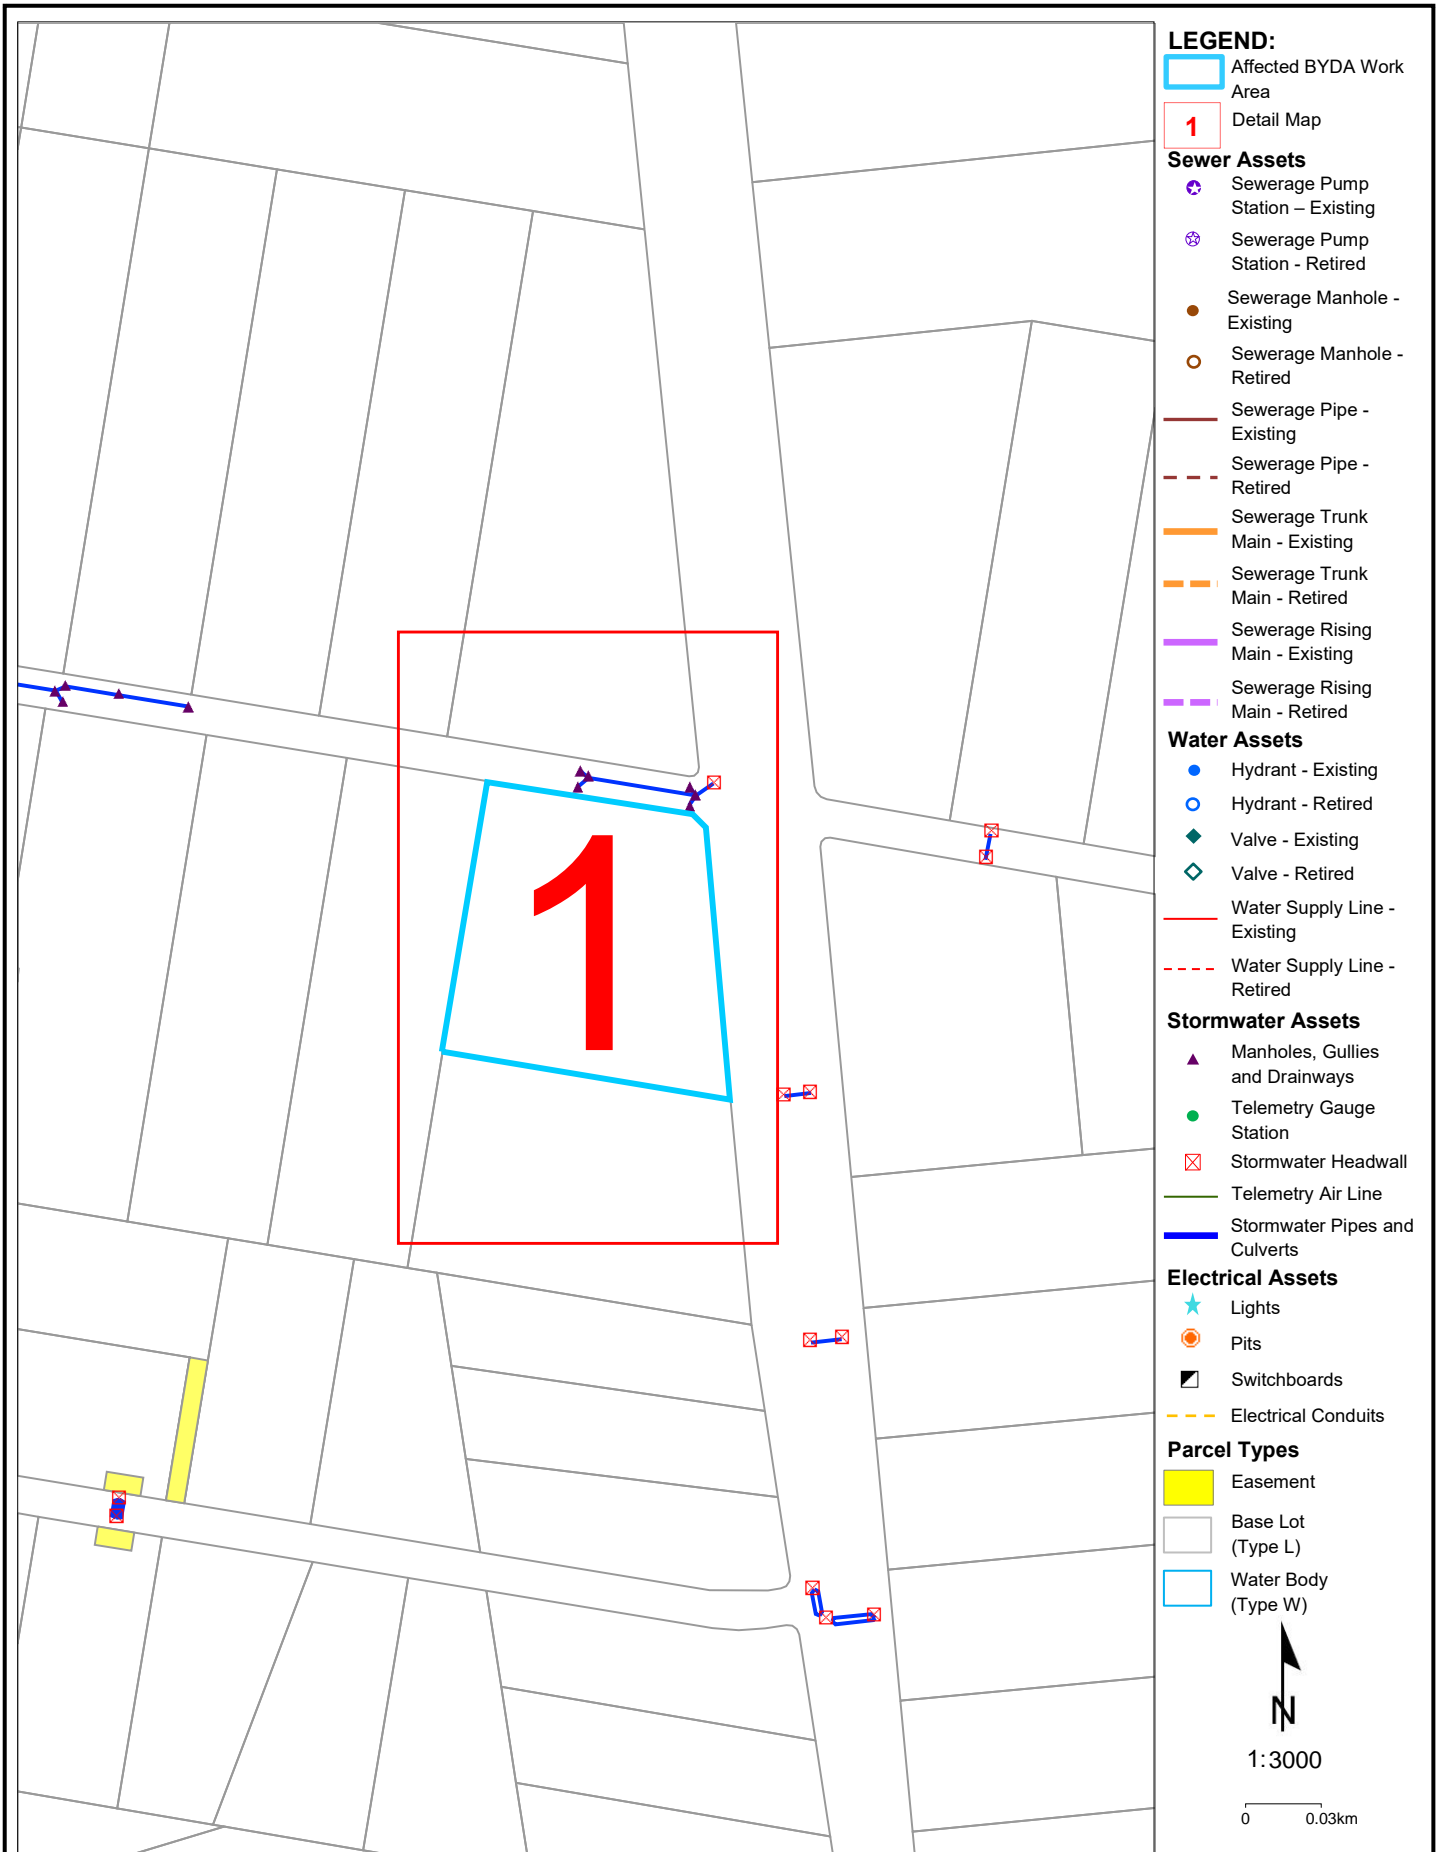 1
LEGEND:
Affected BYDA Work
Area
1
Detail Map
Sewer Assets
Sewerage Pump
Station – Existing
Sewerage Pump
Station - Retired
Sewerage Manhole -
Existing
Sewerage Manhole -
Retired
Sewerage Pipe -
Existing
Sewerage Pipe -
Retired
Sewerage Trunk
Main - Existing
Sewerage Trunk
Main - Retired
Sewerage Rising
Main - Existing
Sewerage Rising
Main - Retired
Water Assets
Hydrant - Existing
Hydrant - Retired
Valve - Existing
Valve - Retired
Water Supply Line -
Existing
Water Supply Line -
Retired
Stormwater Assets
Manholes, Gullies
and Drainways
Telemetry Gauge
Station
Stormwater Headwall
Telemetry Air Line
Stormwater Pipes and
Culverts
Electrical Assets
Lights
Pits
Switchboards
Electrical Conduits
Parcel Types
Easement
Base Lot
(Type L)
Water Body
(Type W)
N
1:3000
0 0.03km